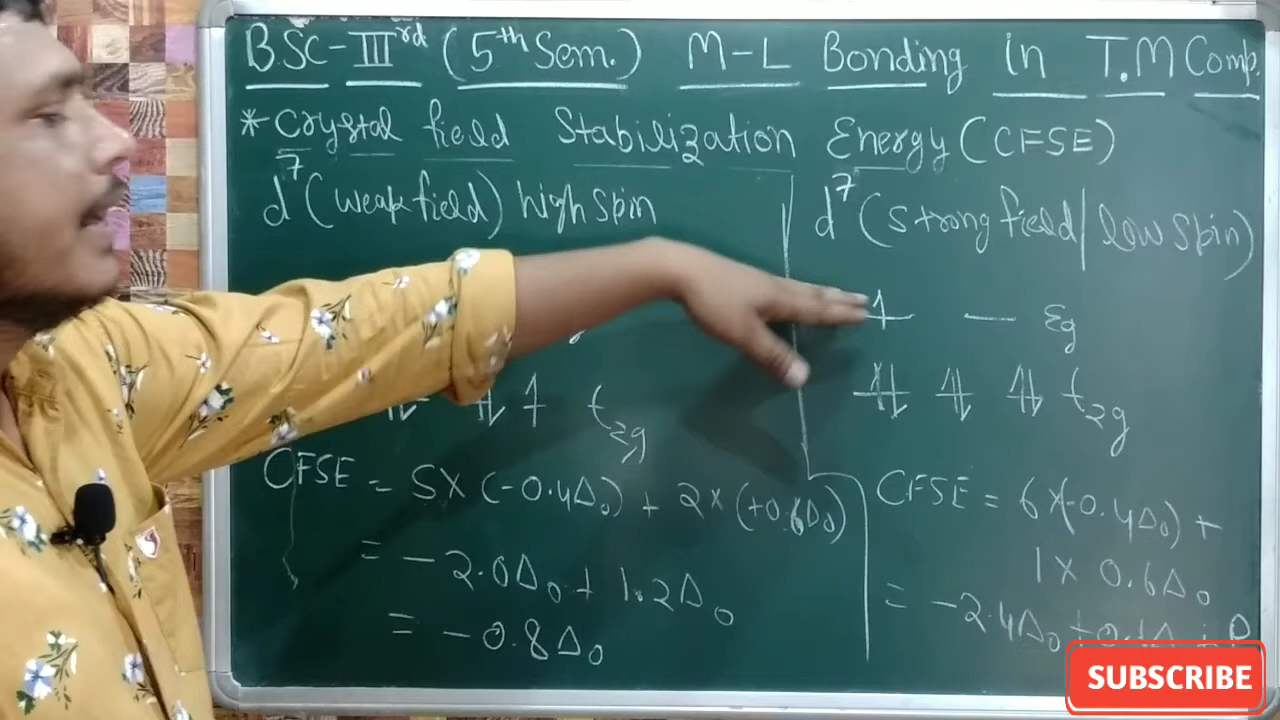 BSC-IIIrd (5th Sem.) M-L Bonding in T.M Comp.
* Crystal field Stabilization Energy (CFSE)
d7 (weak field) high spin
t2g
CFSE = 5× (-0.4Δo) + 2× (+0.6Δo)
= -2.0Δo + 1.2Δo
= -0.8Δo
d7 (Strong field/ low spin)
Eg
t2g
CFSE = 6×(-0.4Δo) +
1× 0.6Δo
= -2.4Δo
SUBSCRIBE